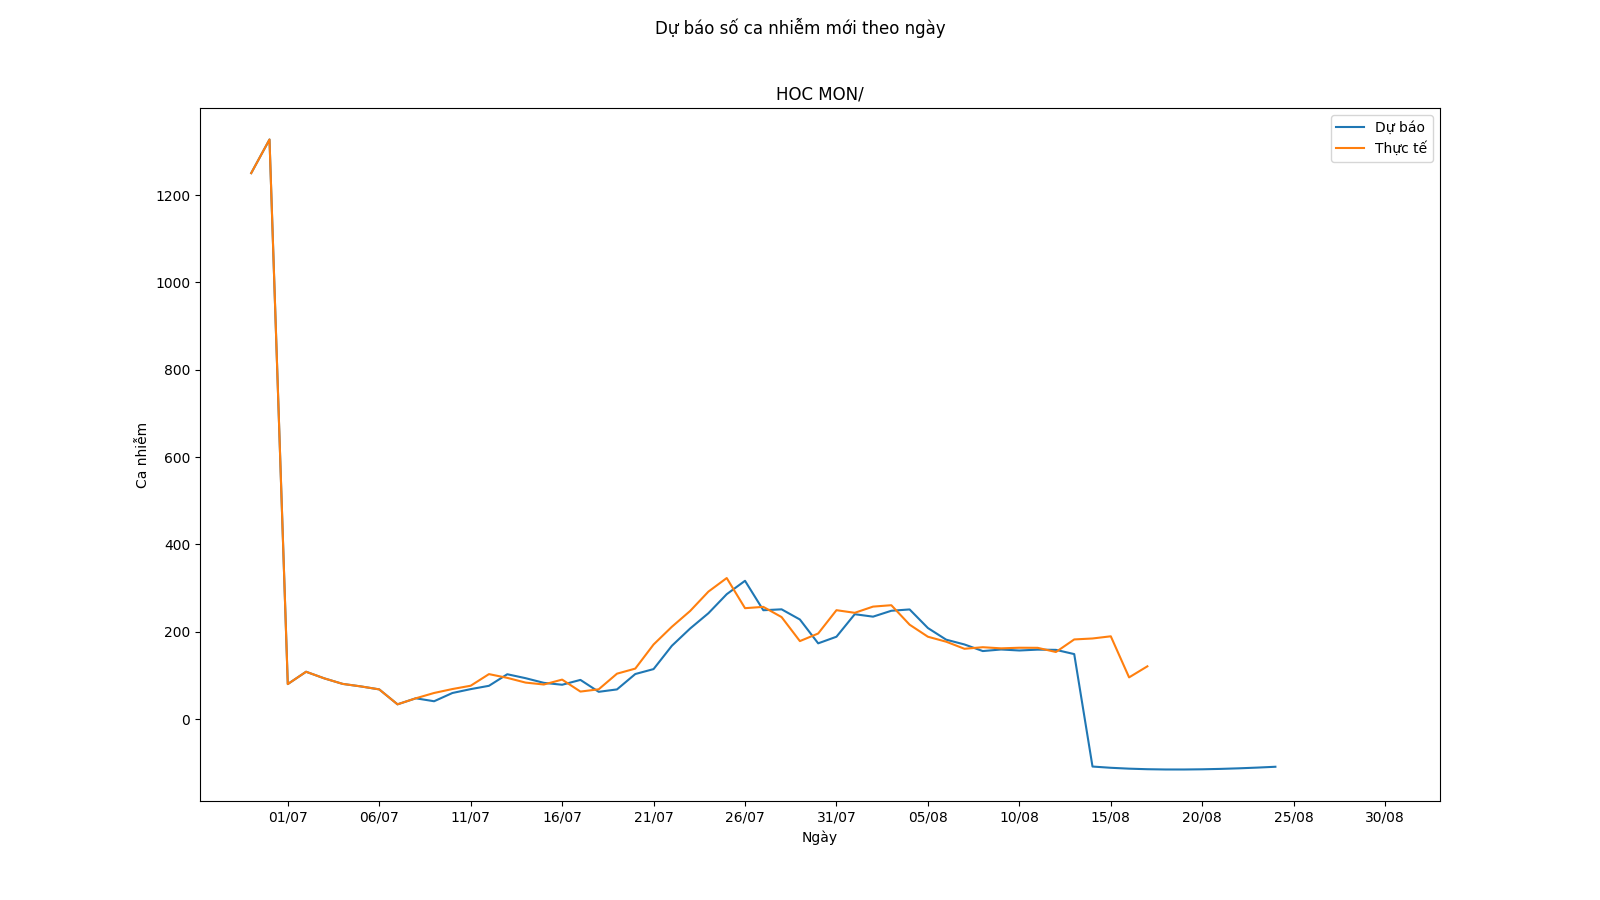 Dự báo số ca nhiễm mới theo ngày
HOC MON/
Dự báo
Thực tế
1200
1000
800
600
400
200
0
Ca nhiễm
01/07 06/07 11/07 16/07 21/07 26/07 31/07 05/08 10/08 15/08 20/08 25/08 30/08
Ngày